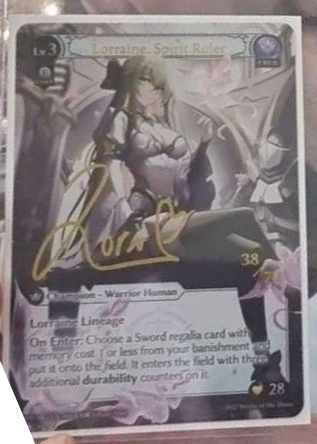 Lv.3
Lorraine, Spirit Ruler
38
Champion - Warrior Human
Lorraine Lineage
On Enter: Choose a Sword regalia card with
memory cost 1 or less from your banishment and
put it onto the field. It enters the field with three
additional durability counters on it.
28